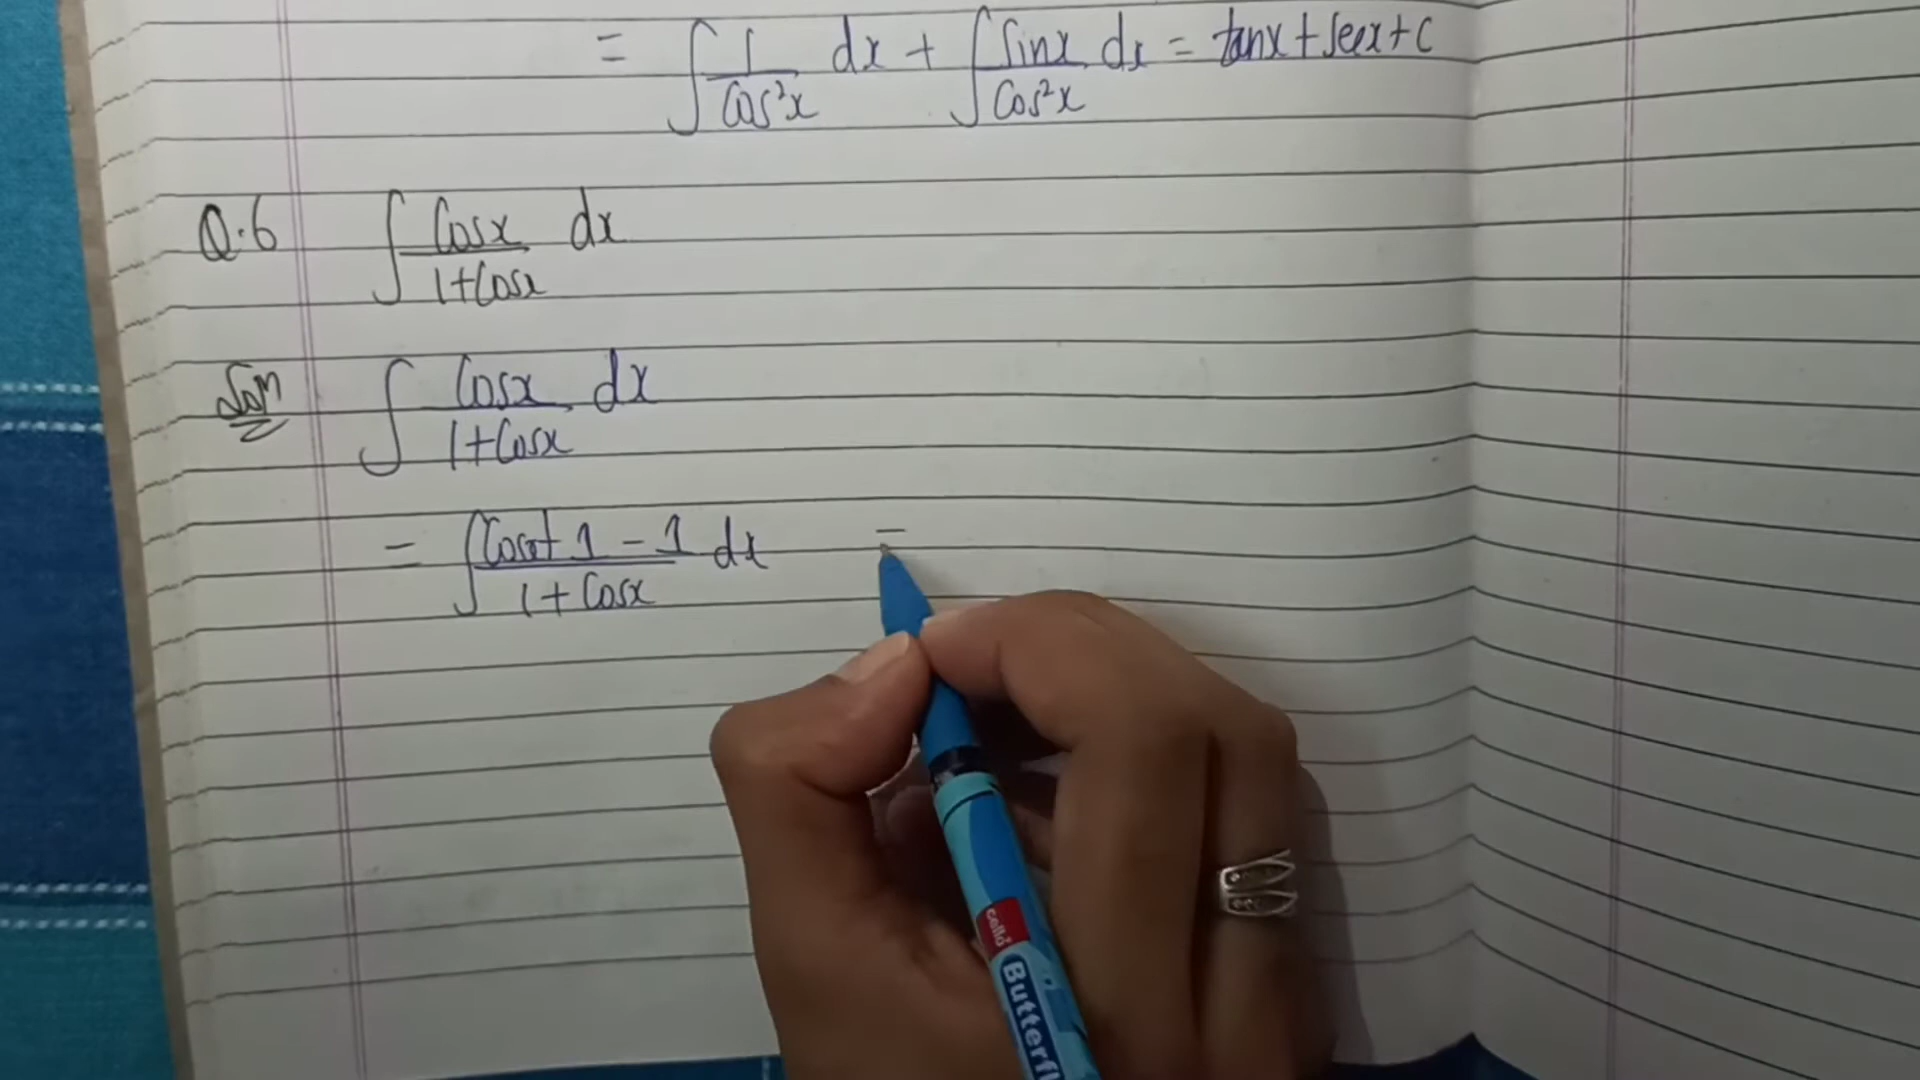 = ∫ 1/Cos²x dx + ∫ Sinx/Cos²x dx = tanx + Secx + C
Q.6 ∫ Cosx/1+Cosx dx
Soln ∫ Cosx/1+Cosx dx
= ∫ Cosx+1-1/1+Cosx dx =
cello
Butterfl